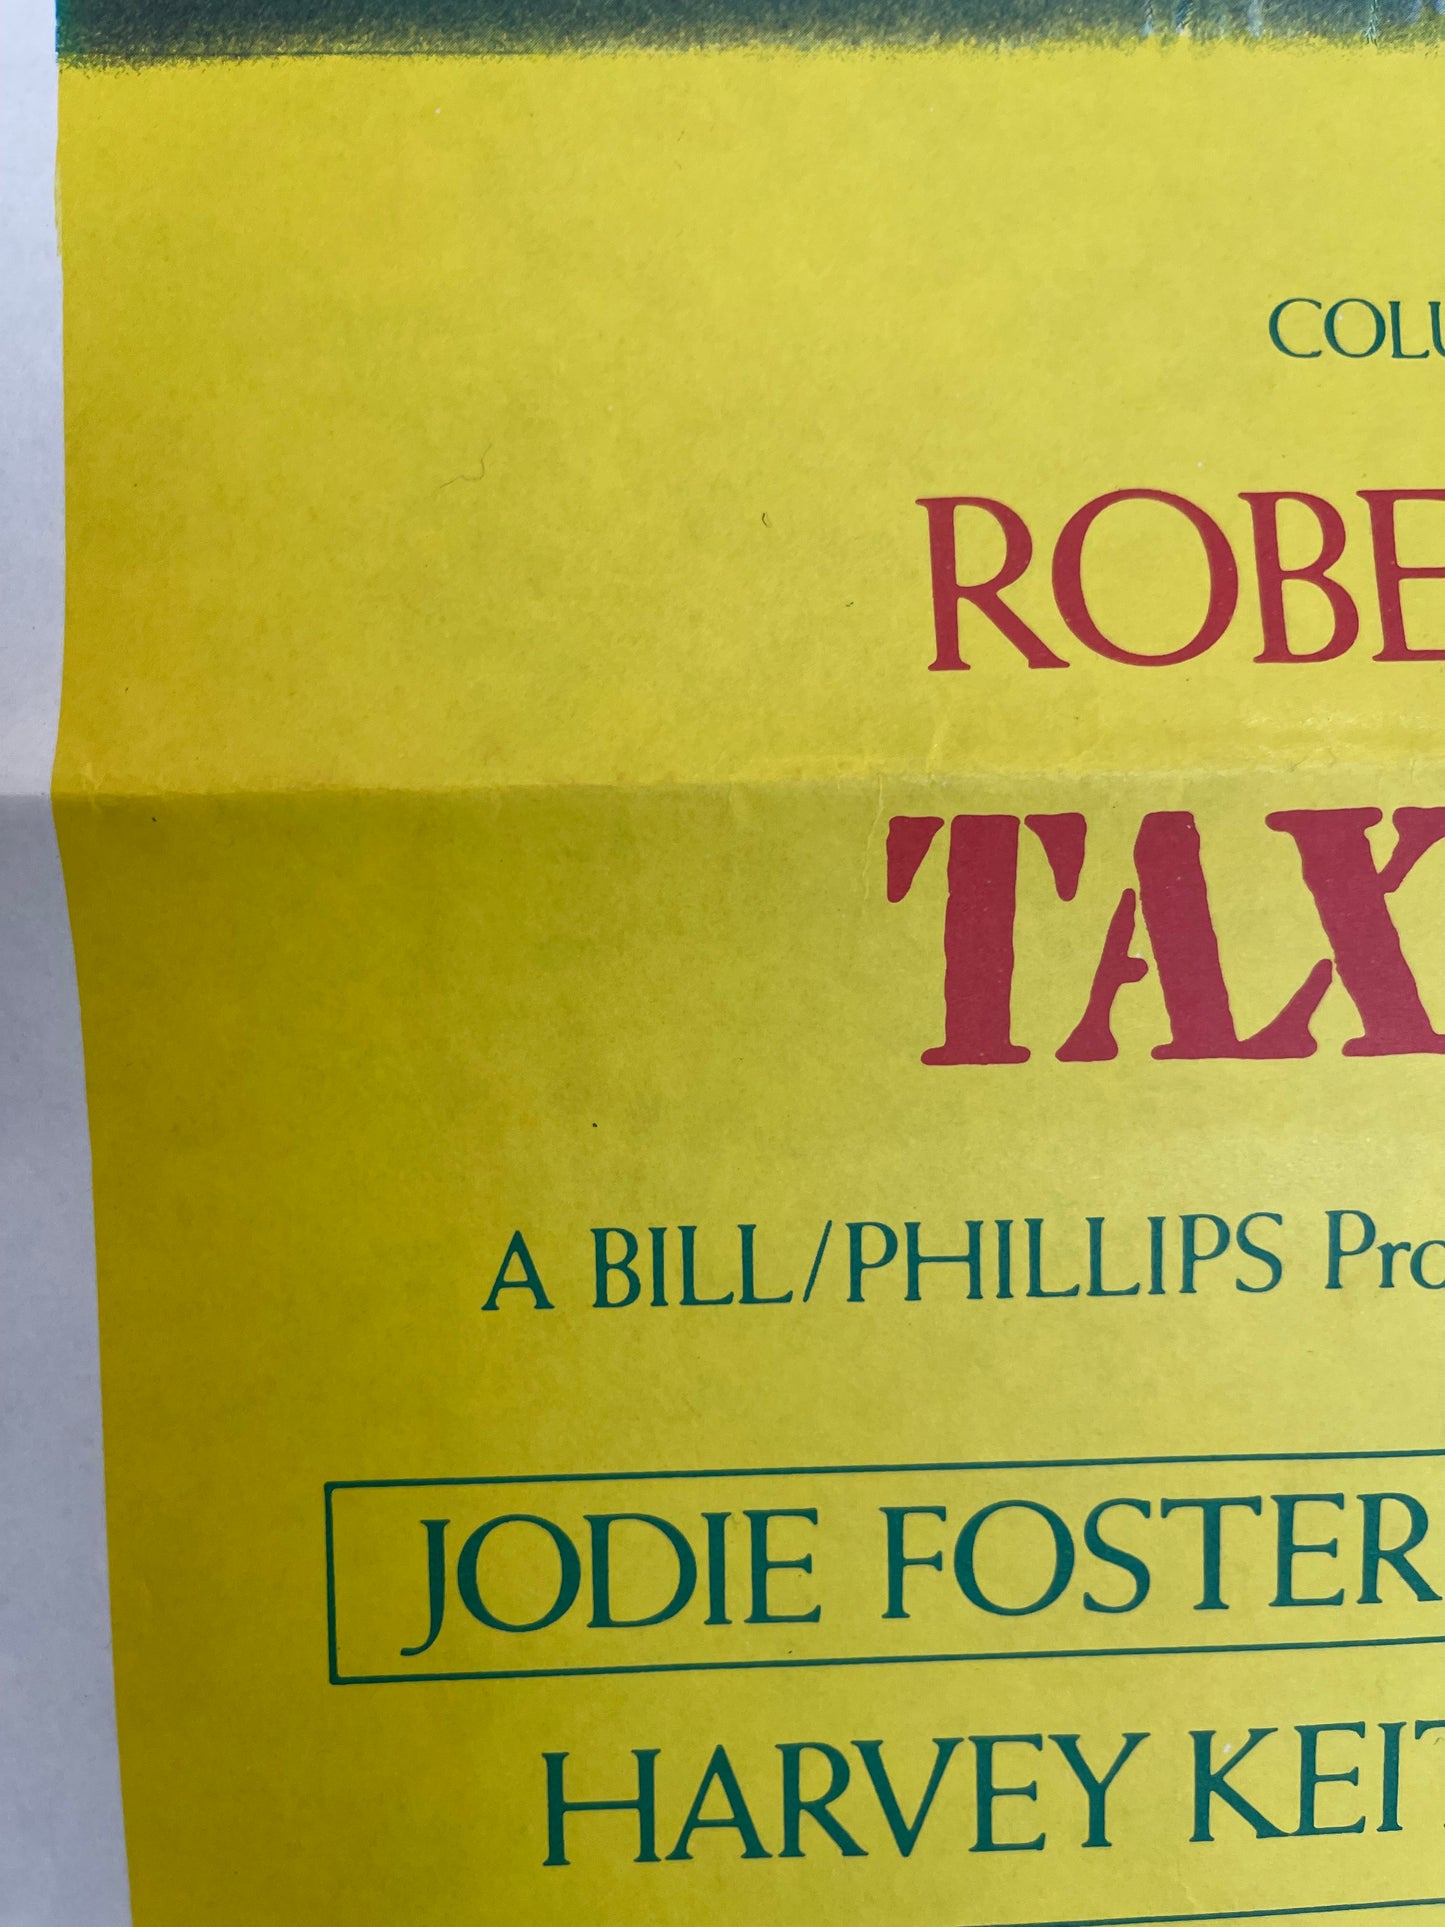 COLU
ROBE
TAX
A BILL/PHILLIPS Pro
JODIE FOSTER
HARVEY KEIT